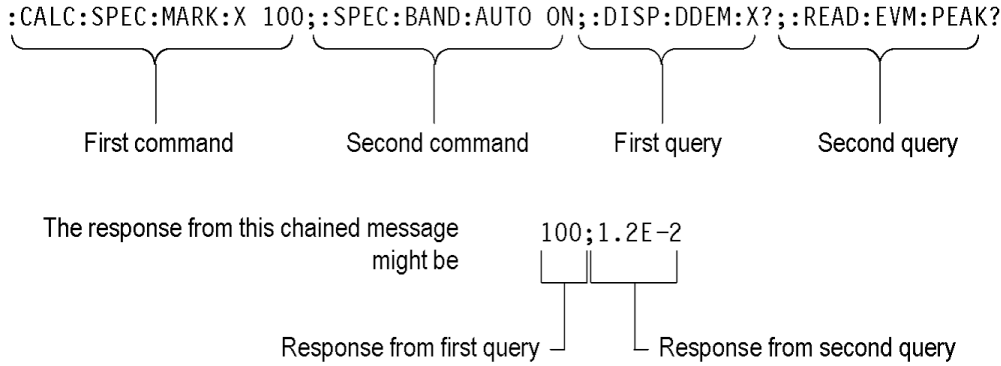 :CALC:SPEC:MARK:X 100;:SPEC:BAND:AUTO ON;:DISP:DDEM:X?;:READ:EVM:PEAK?
First command Second command First query Second query
The response from this chained message
might be
100;1.2E-2
Response from first query Response from second query